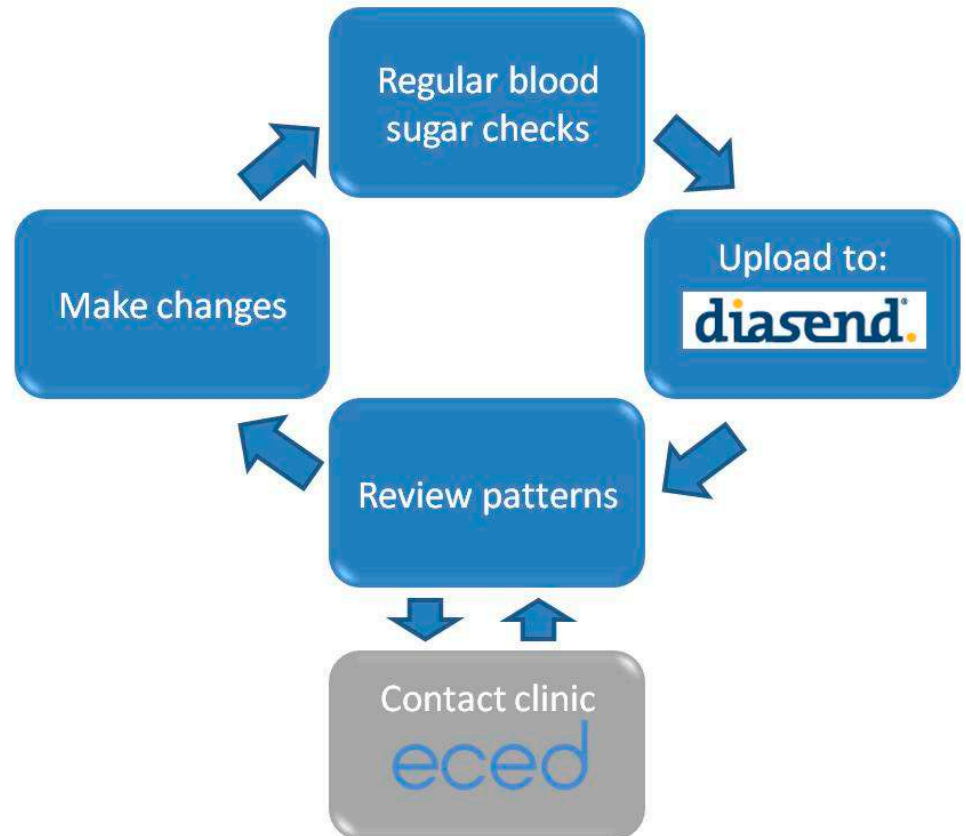 Regular blood
sugar checks
Make changes
Upload to:
diasend®
Review patterns
Contact clinic
eced